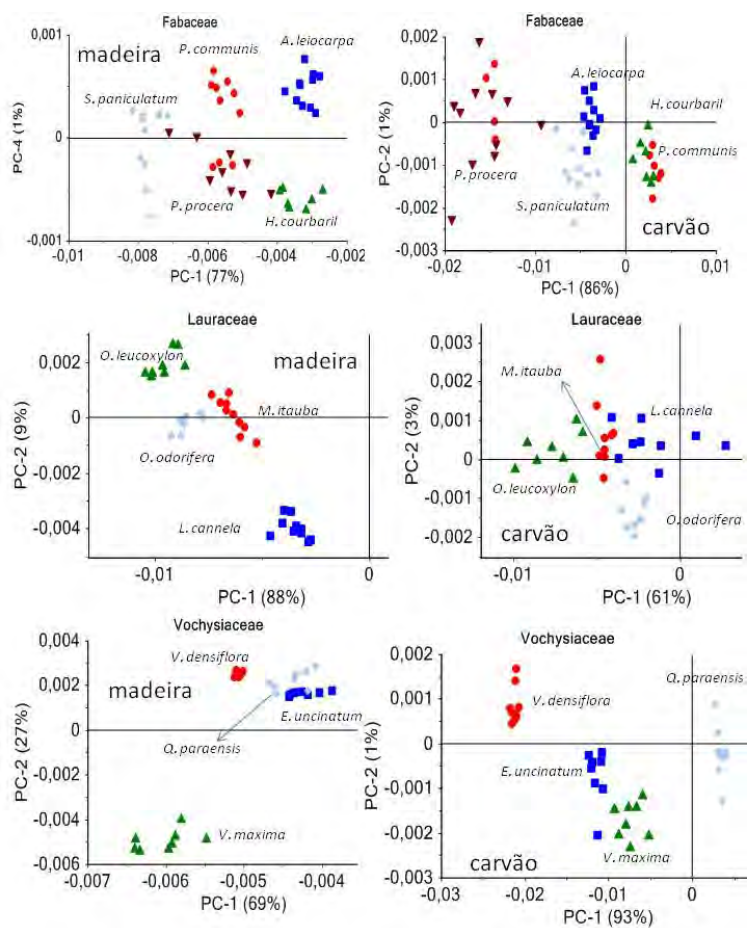 Fabaceae
madeira
P.communis
A.leiocarpa
S.paniculatum
P.procera
H.courbaril
0,001
0
-0,001
PC-4 (1%)
-0,01 -0,008 -0,006 -0,004 -0,002
PC-1 (77%)
Fabaceae
A.leiocarpa
H.courbaril
P.communis
P.procera
S.paniculatum
carvão
0,002
0,001
0
-0,001
-0,002
-0,003
PC-2 (1%)
-0,02 -0,01 0 0,01
PC-1 (86%)
Lauraceae
O.leucoxylon
madeira
M.itauba
O.odorifera
L.cannela
0,002
0
-0,002
-0,004
PC-2 (9%)
-0,01 0
PC-1 (88%)
Lauraceae
M.itauba
L.cannela
O.leucoxylon
O.odorifera
carvão
0,003
0,002
0,001
0
-0,001
-0,002
PC-2 (3%)
-0,01 0
PC-1 (61%)
Vochysiaceae
V.densiflora
madeira
E.uncinatum
Q.paraensis
V.maxima
0,004
0,002
0
-0,002
-0,004
-0,006
PC-2 (27%)
-0,007 -0,006 -0,005 -0,004
PC-1 (69%)
Vochysiaceae
Q.paraensis
V.densiflora
E.uncinatum
V.maxima
carvão
0,002
0,001
0
-0,001
-0,002
-0,003
PC-2 (1%)
-0,03 -0,02 -0,01 0
PC-1 (93%)